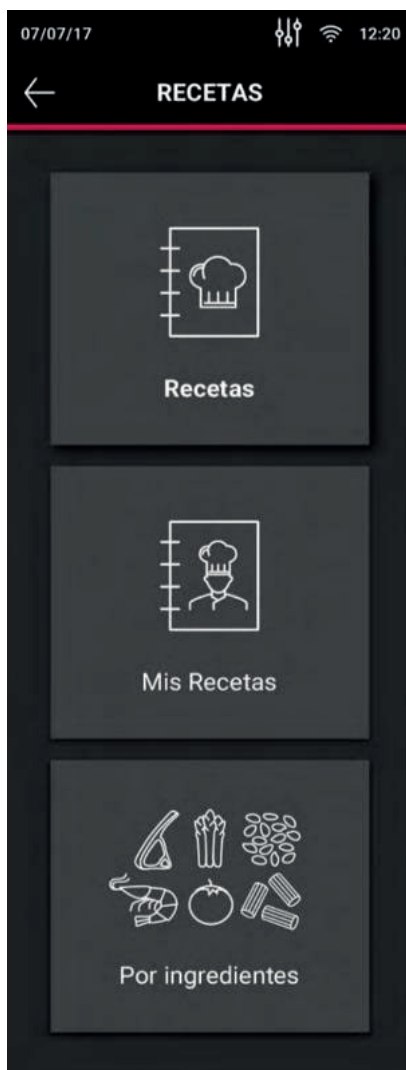 07/07/17 12:20
RECETAS
Recetas
Mis Recetas
Por ingredientes